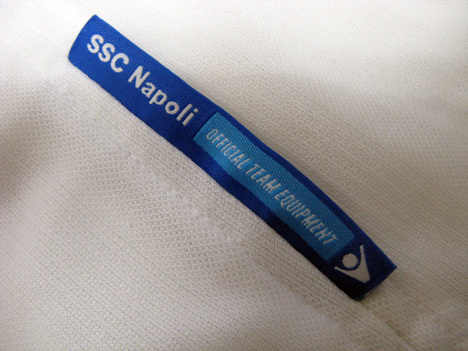 SSC Napoli
OFFICIAL TEAM EQUIPMENT